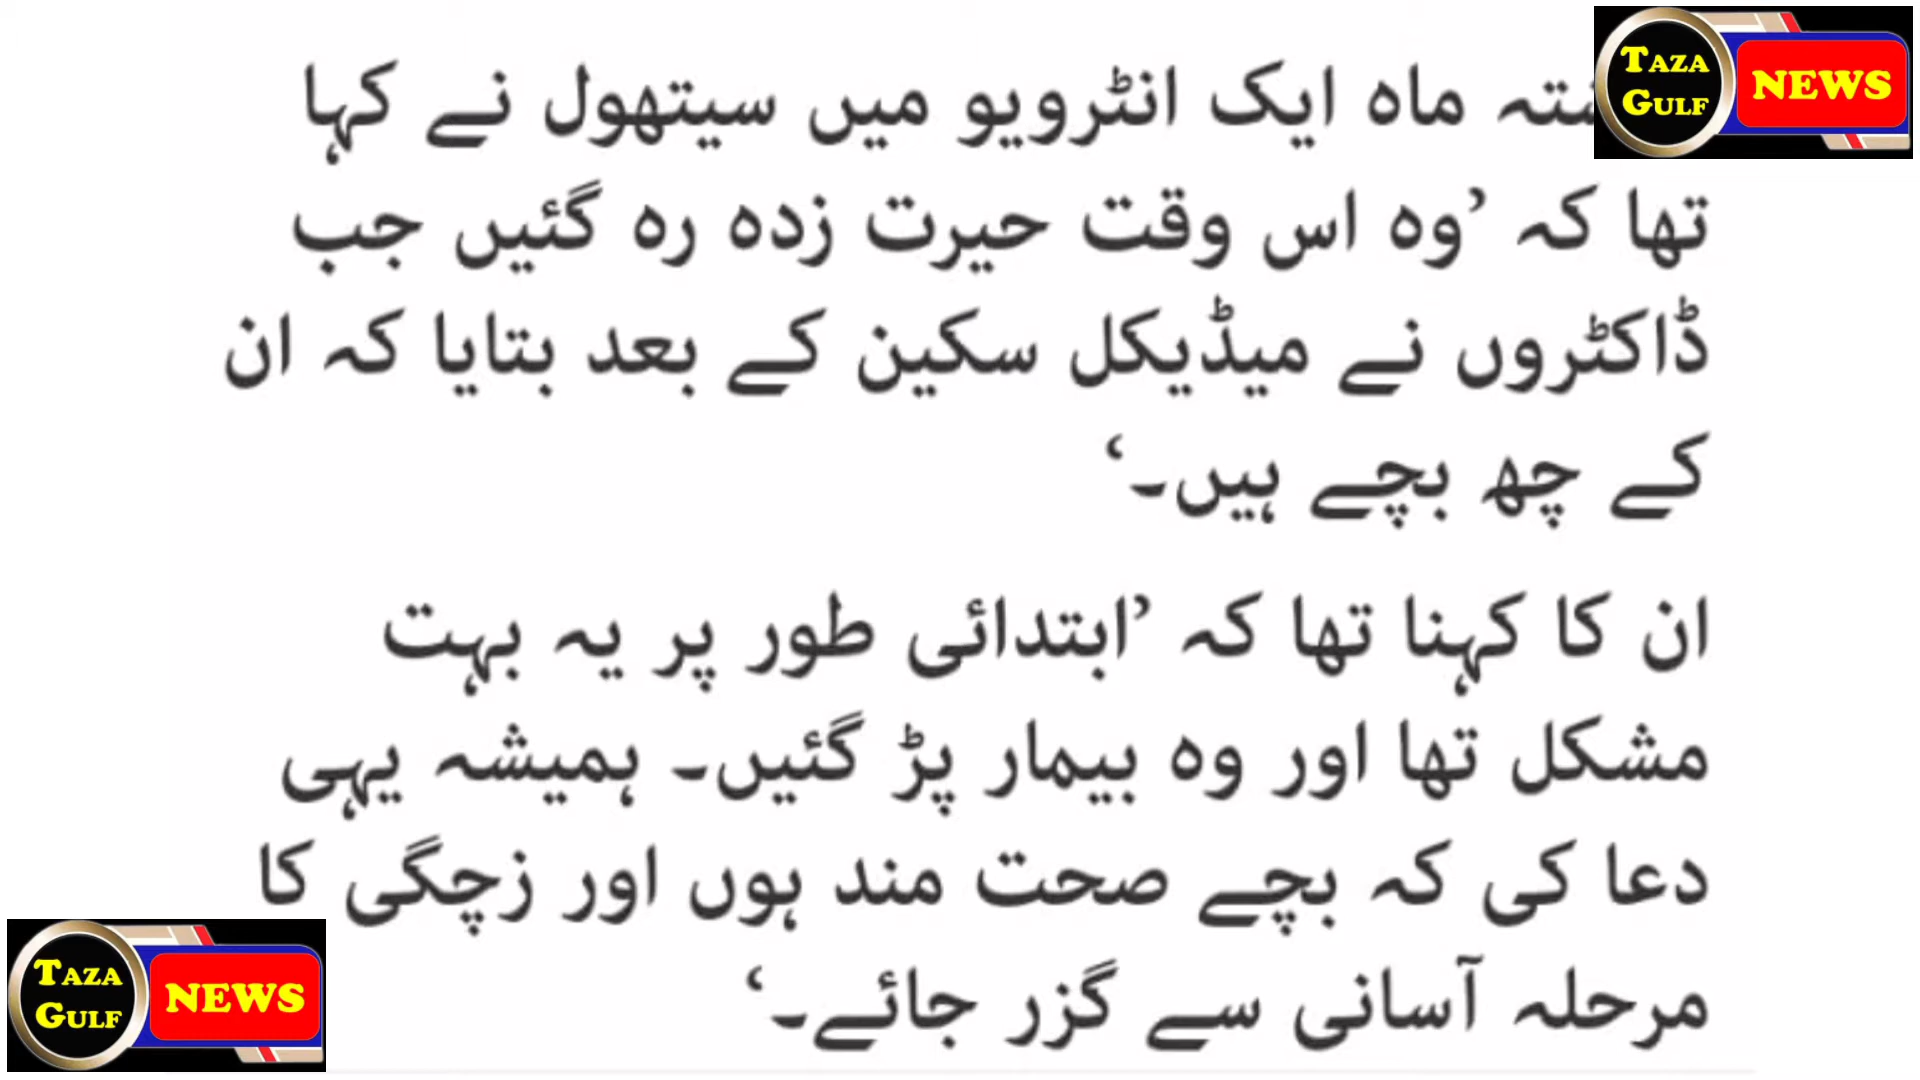 TAZA
GULF
NEWS
ماہ ایک انٹرویو میں سیتھول نے کہا
تھا کہ ’وہ اس وقت حیرت زدہ رہ گئیں جب
ڈاکٹروں نے میڈیکل سکین کے بعد بتایا کہ ان
کے چھ بچے ہیں۔‘
ان کا کہنا تھا کہ ’ابتدائی طور پر یہ بہت
مشکل تھا اور وہ بیمار پڑ گئیں۔ ہمیشہ یہی
دعا کی کہ بچے صحت مند ہوں اور زچگی کا
مرحلہ آسانی سے گزر جائے۔‘
TAZA
GULF
NEWS